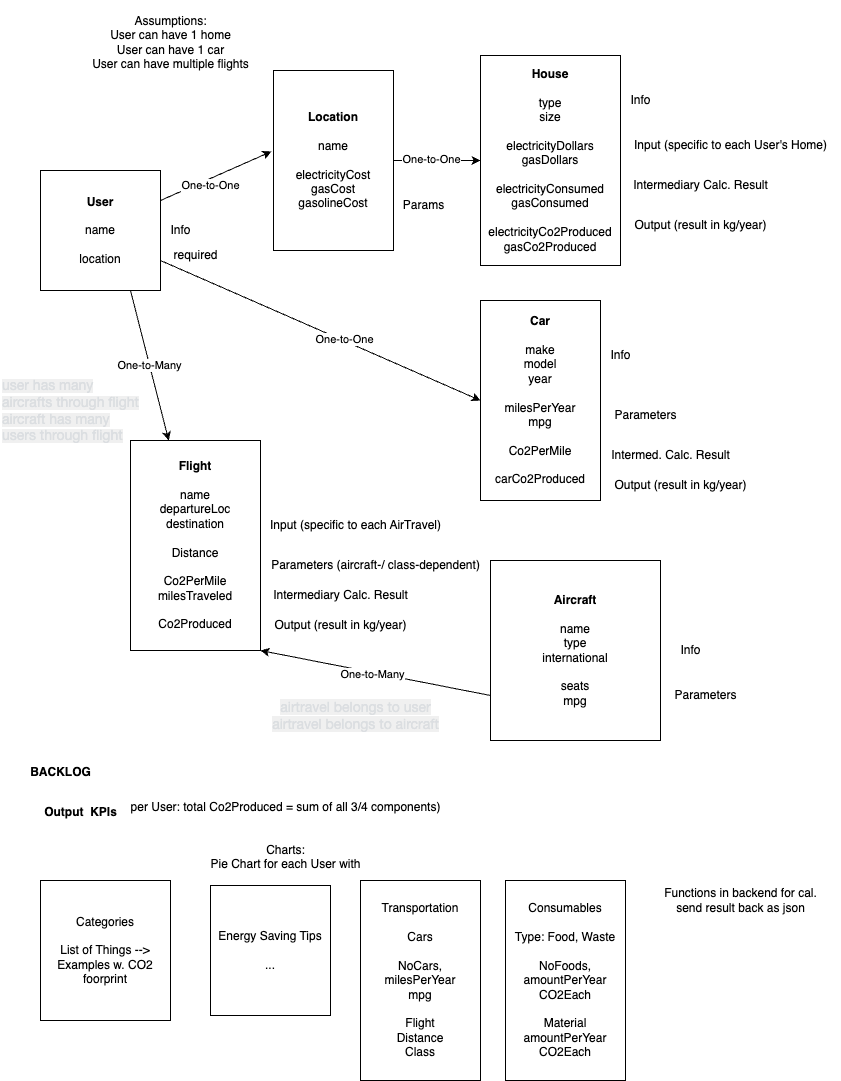 Assumptions:
User can have 1 home
User can have 1 car
User can have multiple flights
User
name
location
Info
required
One-to-One
Location
name
electricityCost
gasCost
gasolineCost
Params
One-to-One
House
type
size
electricityDollars
gasDollars
electricityConsumed
gasConsumed
electricityCo2Produced
gasCo2Produced
Info
Input (specific to each User's Home)
Intermediary Calc. Result
Output (result in kg/year)
One-to-One
Car
make
model
year
milesPerYear
mpg
Co2PerMile
carCo2Produced
Info
Parameters
Intermed. Calc. Result
Output (result in kg/year)
One-to-Many
user has many
aircrafts through flight
aircraft has many
users through flight
Flight
name
departureLoc
destination
Distance
Co2PerMile
milesTraveled
Co2Produced
Input (specific to each AirTravel)
Parameters (aircraft-/ class-dependent)
Intermediary Calc. Result
Output (result in kg/year)
One-to-Many
Aircraft
name
type
international
seats
mpg
Info
Parameters
airtravel belongs to user
airtravel belongs to aircraft
BACKLOG
Output KPIs
per User: total Co2Produced = sum of all 3/4 components)
Charts:
Pie Chart for each User with
Categories
List of Things -->
Examples w. CO2
foorprint
Energy Saving Tips
...
Transportation
Cars
NoCars,
milesPerYear
mpg
Flight
Distance
Class
Consumables
Type: Food, Waste
NoFoods,
amountPerYear
CO2Each
Material
amountPerYear
CO2Each
Functions in backend for cal.
send result back as json